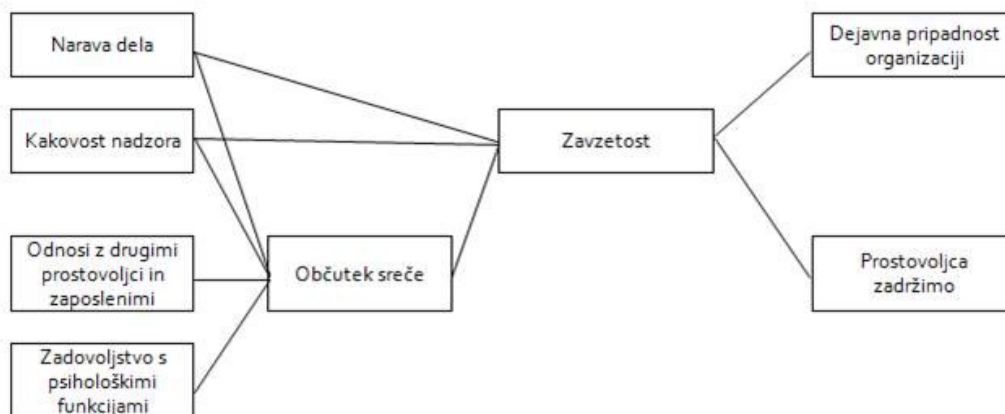 Narava dela
Kakovost nadzora
Odnosi z drugimi
prostovoljci in
zaposlenimi
Zadovoljstvo s
psihološkimi
funkcijami
Občutek sreče
Zavzetost
Dejavna pripadnost
organizaciji
Prostovoljca
zadržimo